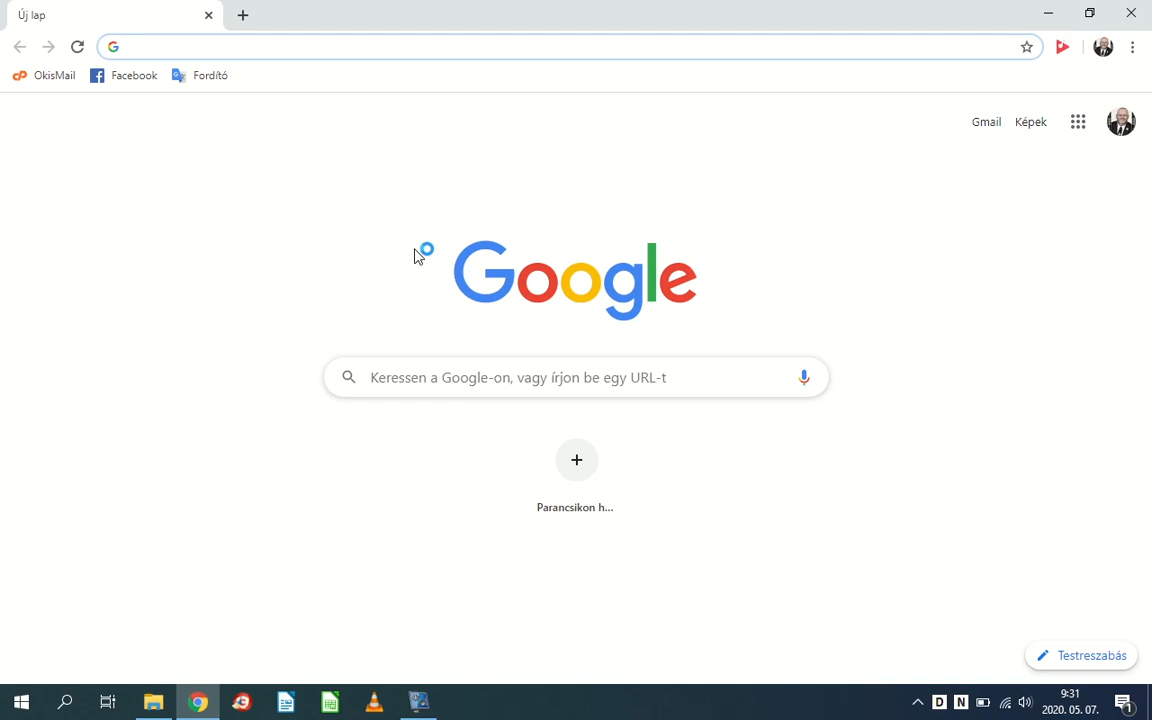 Új lap
OkisMail
Facebook
Fordító
Gmail Képek
Google
Keressen a Google-on, vagy írjon be egy URL-t
Parancsikon h...
Testreszabás
D N
9:31
2020. 05. 07.
1